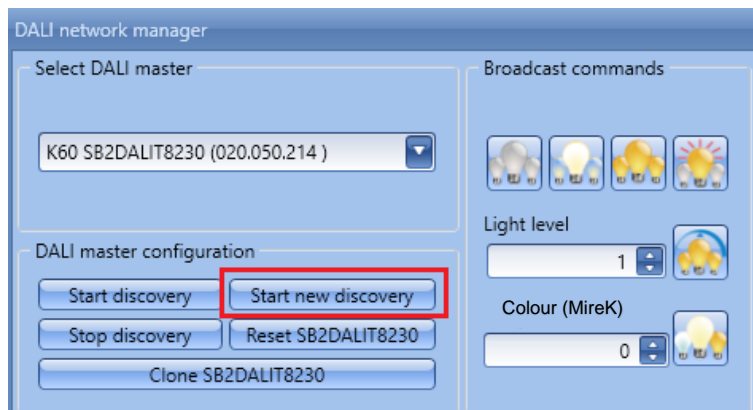 DALI network manager
Select DALI master
K60 SB2DALIT8230 (020.050.214 )
DALI master configuration
Start discovery
Start new discovery
Stop discovery
Reset SB2DALIT8230
Clone SB2DALIT8230
Broadcast commands
Light level
1
Colour (MireK)
0